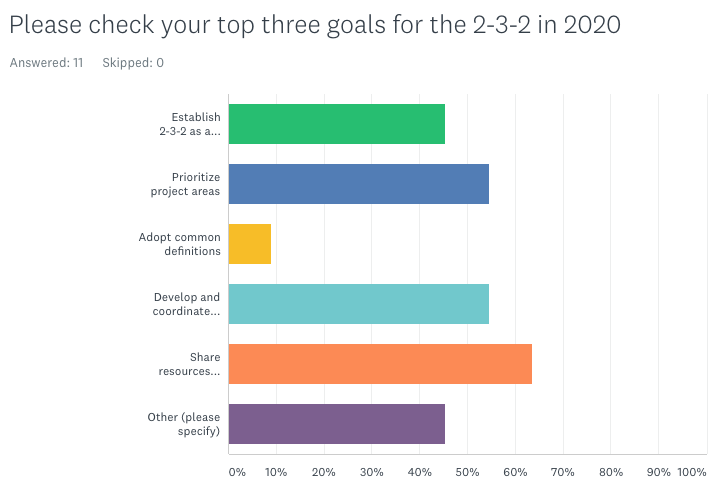 Please check your top three goals for the 2-3-2 in 2020
Answered: 11 Skipped: 0
Establish
2-3-2 as a...
Prioritize
project areas
Adopt common
definitions
Develop and
coordinate...
Share
resources...
Other (please
specify)
0% 10% 20% 30% 40% 50% 60% 70% 80% 90% 100%